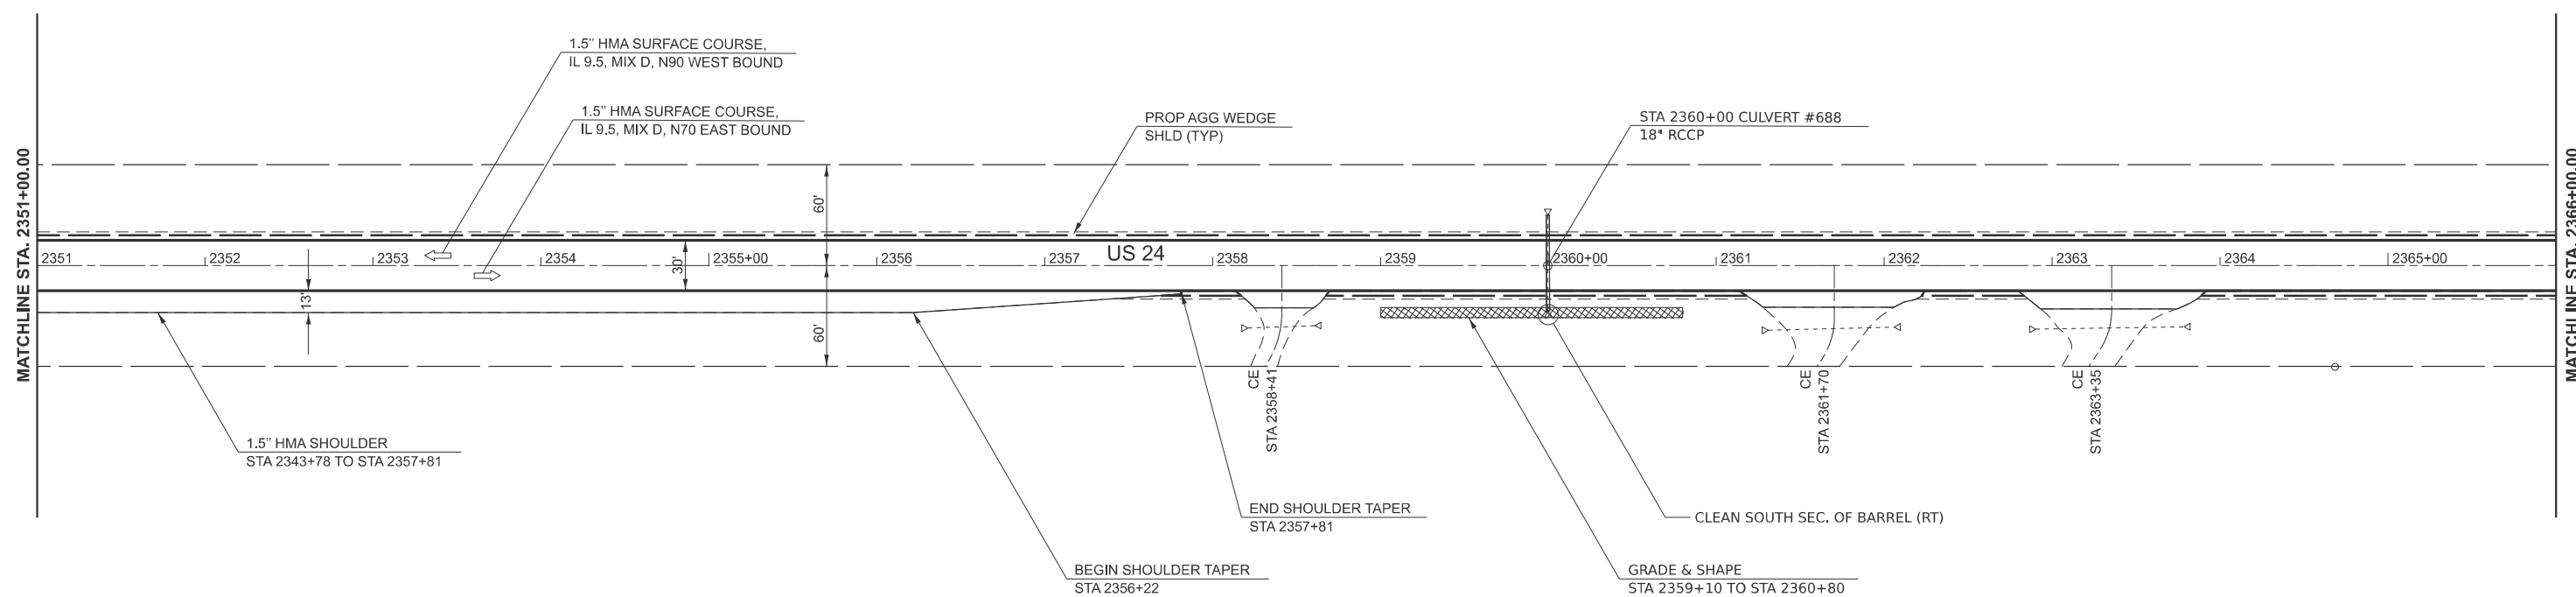 1.5" HMA SURFACE COURSE,
IL 9.5, MIX D, N90 WEST BOUND
1.5" HMA SURFACE COURSE,
IL 9.5, MIX D, N70 EAST BOUND
PROP AGG WEDGE
SHLD (TYP)
STA 2360+00 CULVERT #688
18" RCCP
MATCHLINE STA. 2351+00.00
60'
2351 2352 2353 2354 2355+00 2356 2357 US 24 2358 2359 2360+00 2361 2362 2363 2364 2365+00
30'
13'
60'
MATCHLINE STA. 2366+00.00
CE
STA 2358+41
CE
STA 2361+70
CE
STA 2363+35
1.5" HMA SHOULDER
STA 2343+78 TO STA 2357+81
END SHOULDER TAPER
STA 2357+81
CLEAN SOUTH SEC. OF BARREL (RT)
BEGIN SHOULDER TAPER
STA 2356+22
GRADE & SHAPE
STA 2359+10 TO STA 2360+80